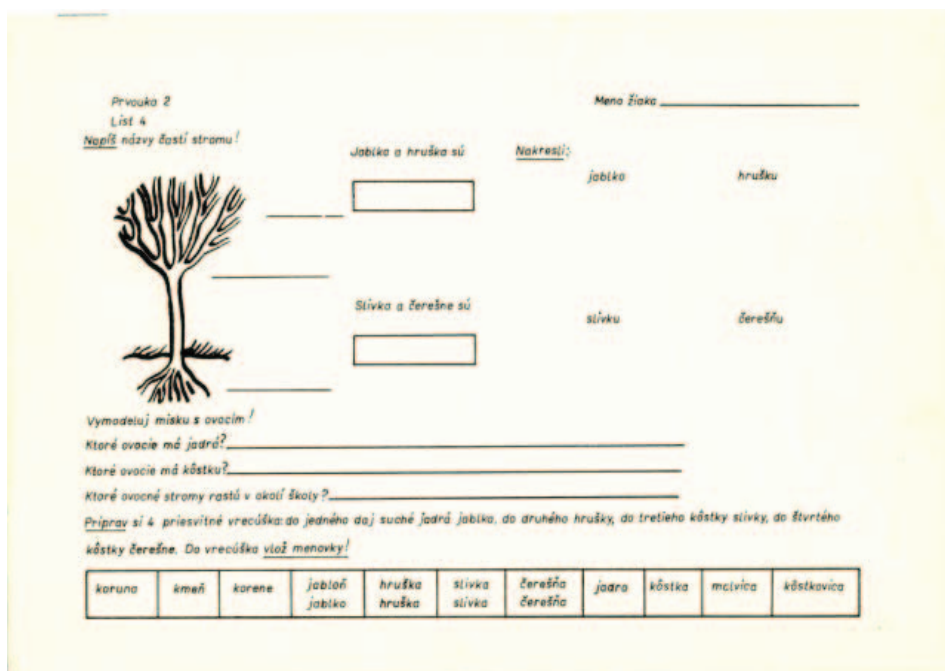 Prvouka 2
Meno žiaka
List 4
Napíš názvy častí stromu!
Jablko a hruška sú
Nakresli:
jablko
hrušku
Slivka a čerešne sú
slivku
čerešňu
Vymodeluj misku s ovocím!
Ktoré ovocie má jadrá?
Ktoré ovocie má kôstku?
Ktoré ovocné stromy rastú v okolí školy?
Priprav si 4 priesvitné vrecúška: do jedného daj suché jadrá jablka, do druhého hrušky, do tretieho kôstky slivky, do štvrtého
kôstky čerešne. Do vrecúška vlož menovky!
koruna kmeň korene jabloň hruška slivka čerešňa jadro kôstka malvica kôstkovica
jablko hruška slivka čerešňa